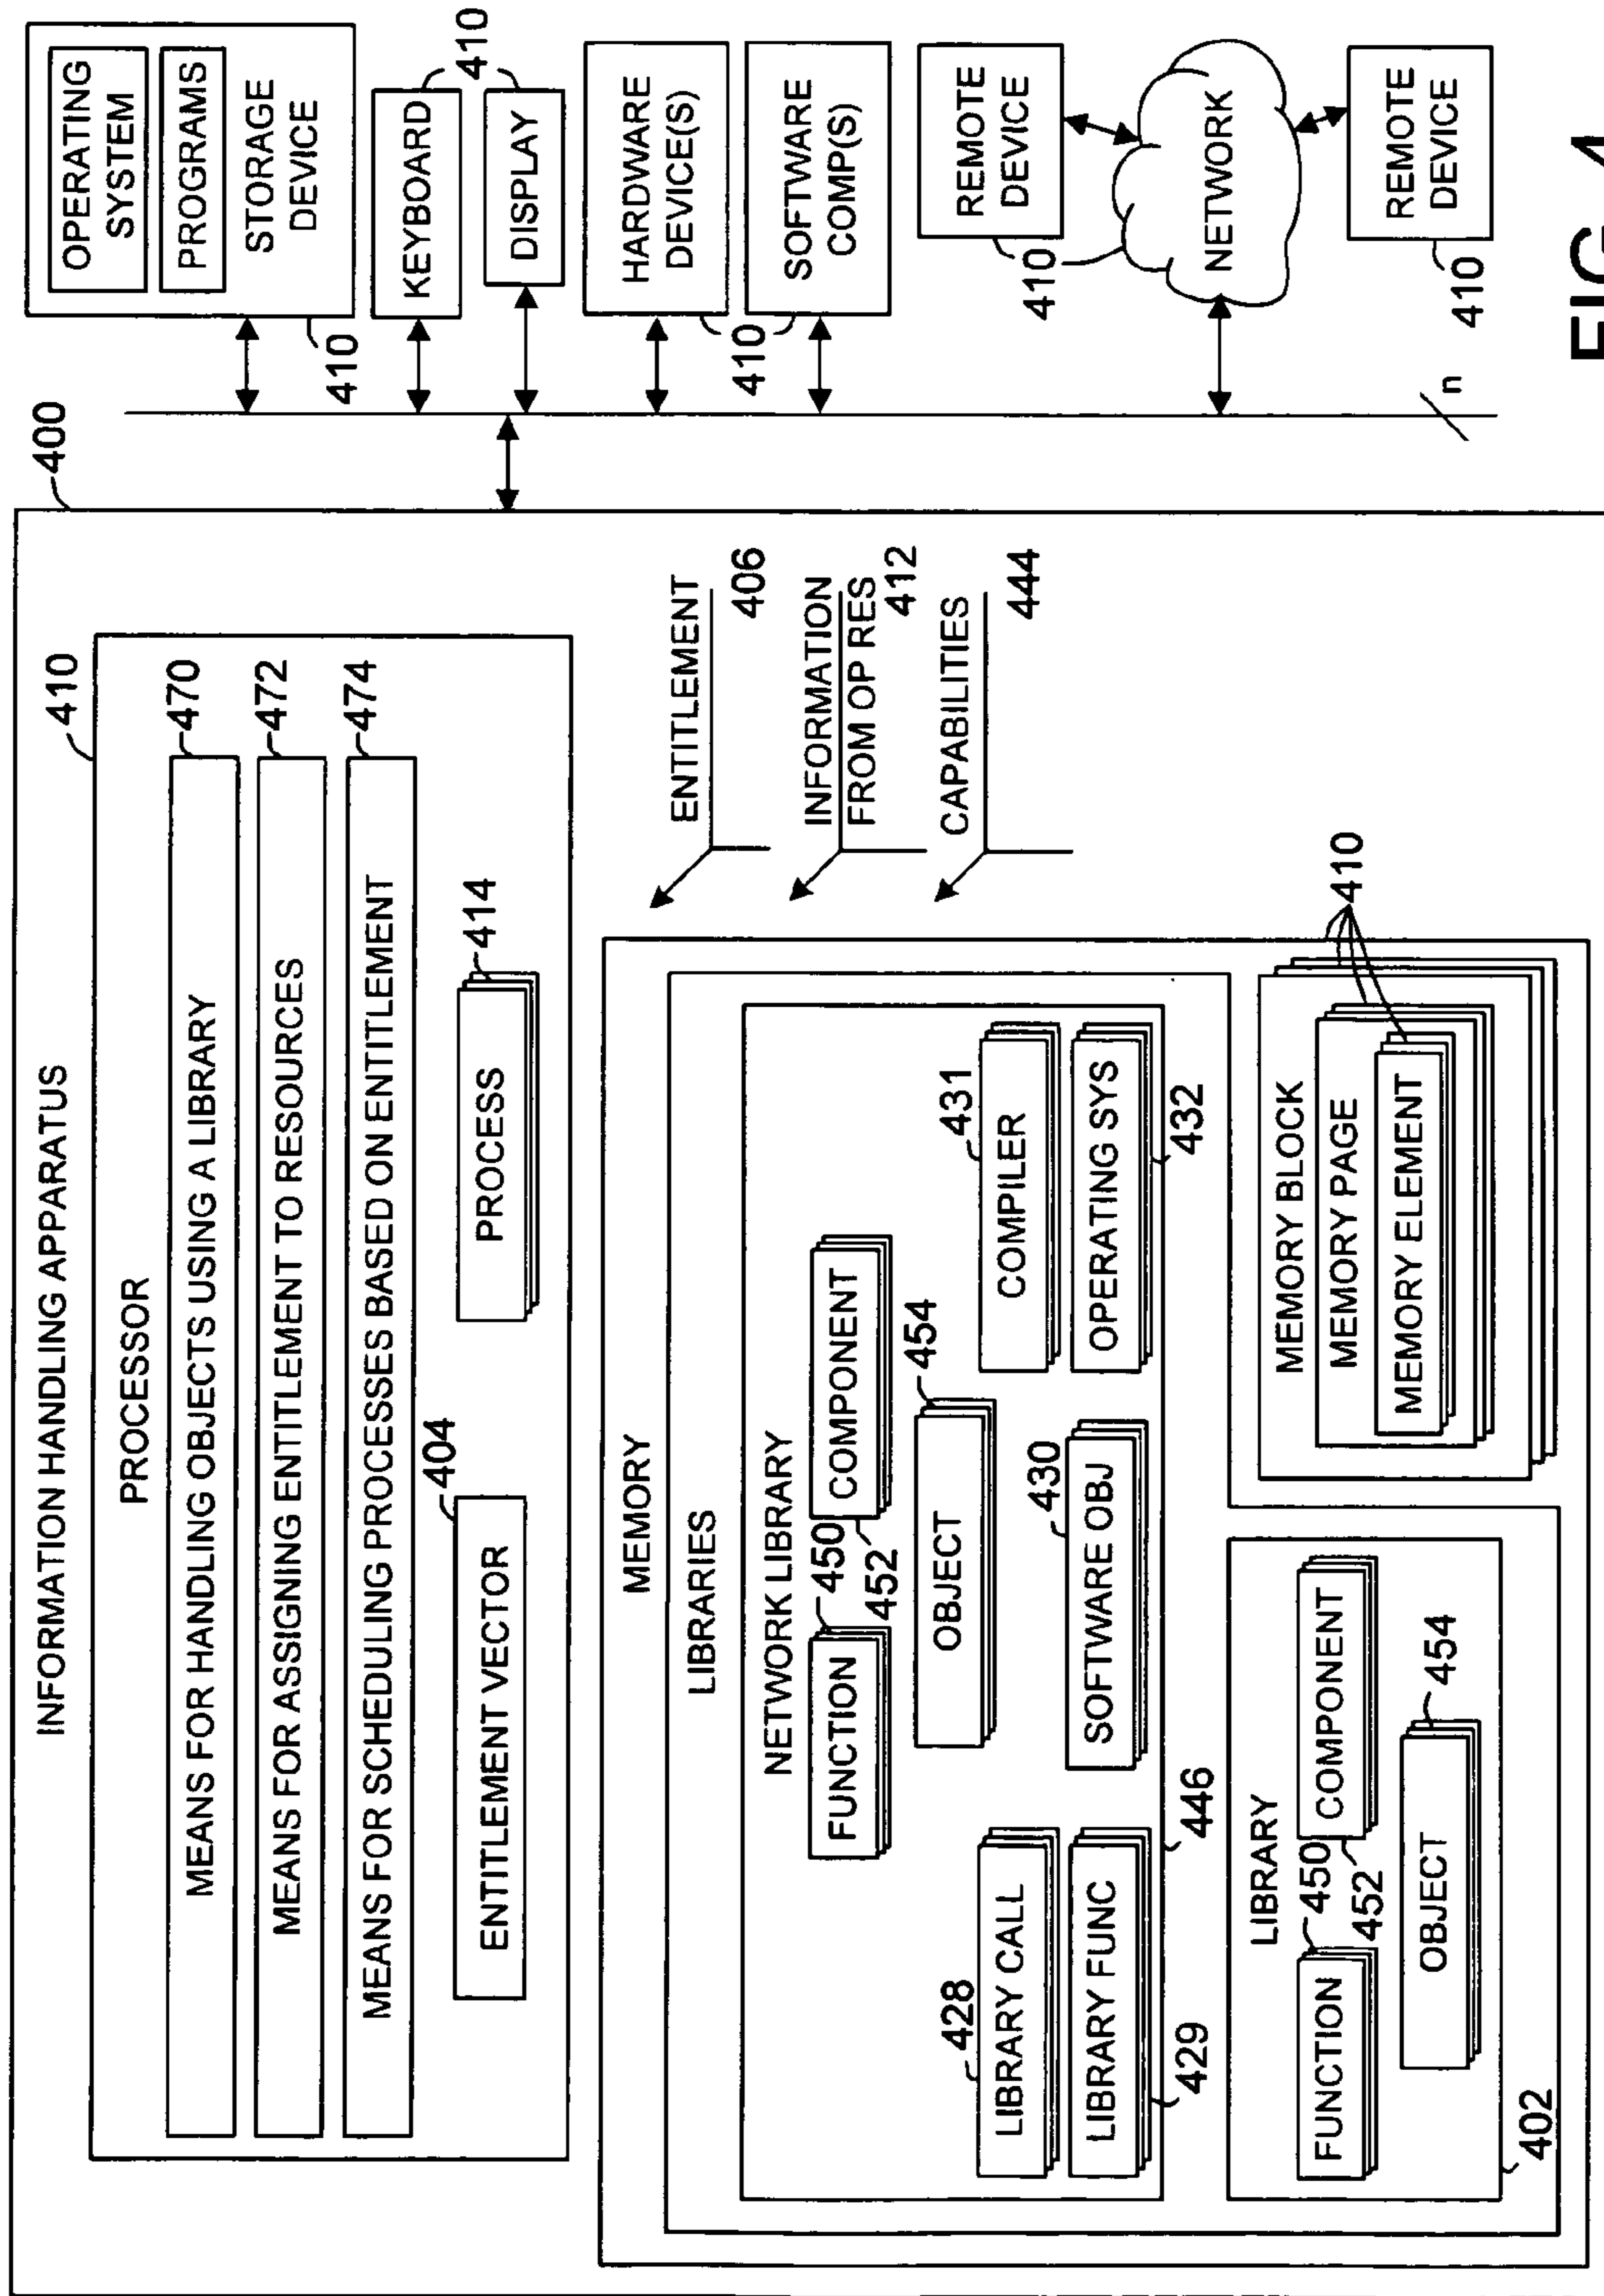 INFORMATION HANDLING APPARATUS
400
PROCESSOR
410
MEANS FOR HANDLING OBJECTS USING A LIBRARY
470
MEANS FOR ASSIGNING ENTITLEMENT TO RESOURCES
472
MEANS FOR SCHEDULING PROCESSES BASED ON ENTITLEMENT
474
ENTITLEMENT VECTOR
404
PROCESS
414
ENTITLEMENT
406
INFORMATION
FROM OP RES
412
CAPABILITIES
444
MEMORY
LIBRARIES
NETWORK LIBRARY
FUNCTION
450
COMPONENT
452
OBJECT
454
LIBRARY CALL
428
LIBRARY FUNC
429
SOFTWARE OBJ
430
COMPILER
431
OPERATING SYS
432
446
LIBRARY
FUNCTION
450
COMPONENT
452
OBJECT
454
402
MEMORY BLOCK
MEMORY PAGE
MEMORY ELEMENT
410
OPERATING
SYSTEM
PROGRAMS
STORAGE
DEVICE
410
KEYBOARD
410
DISPLAY
HARDWARE
DEVICE(S)
410
SOFTWARE
COMP(S)
REMOTE
DEVICE
410
NETWORK
REMOTE
DEVICE
410
n
FIG. 4